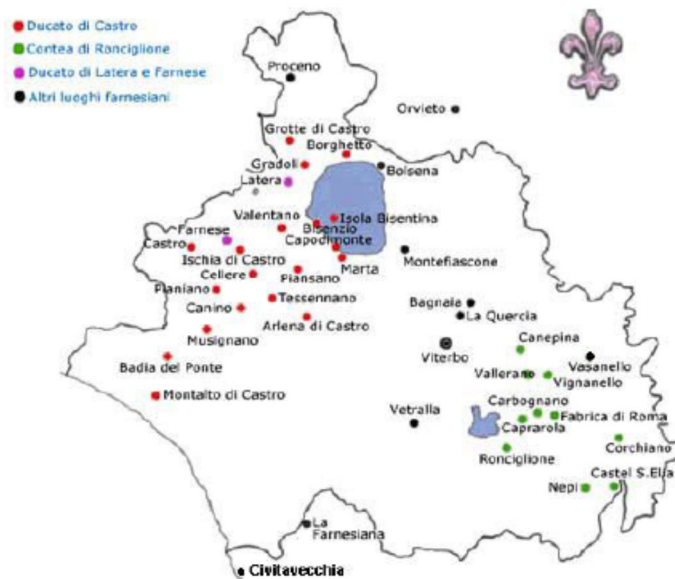 Ducato di Castro
Contea di Ronciglione
Ducato di Latera e Farnese
Altri luoghi farnesiani
Proceno
Orvieto
Grotte di Castro
Borghetto
Gradoli
Bolsena
Latera
Valentano
Isola Bisentina
Farnese
Bisenzio
Castro
Capodimonte
Ischia di Castro
Marta
Montefiascone
Cellere
Piansano
Pianiano
Tessennano
Bagnaia
Canino
La Quercia
Arlena di Castro
Musignano
Canepina
Viterbo
Badia del Ponte
Vasanello
Vallerano
Vignanello
Montalto di Castro
Carbognano
Vetralla
Fabrica di Roma
Caprarola
Corchiano
Ronciglione
Castel S.Elia
Nepi
La
Farnesiana
Civitavecchia